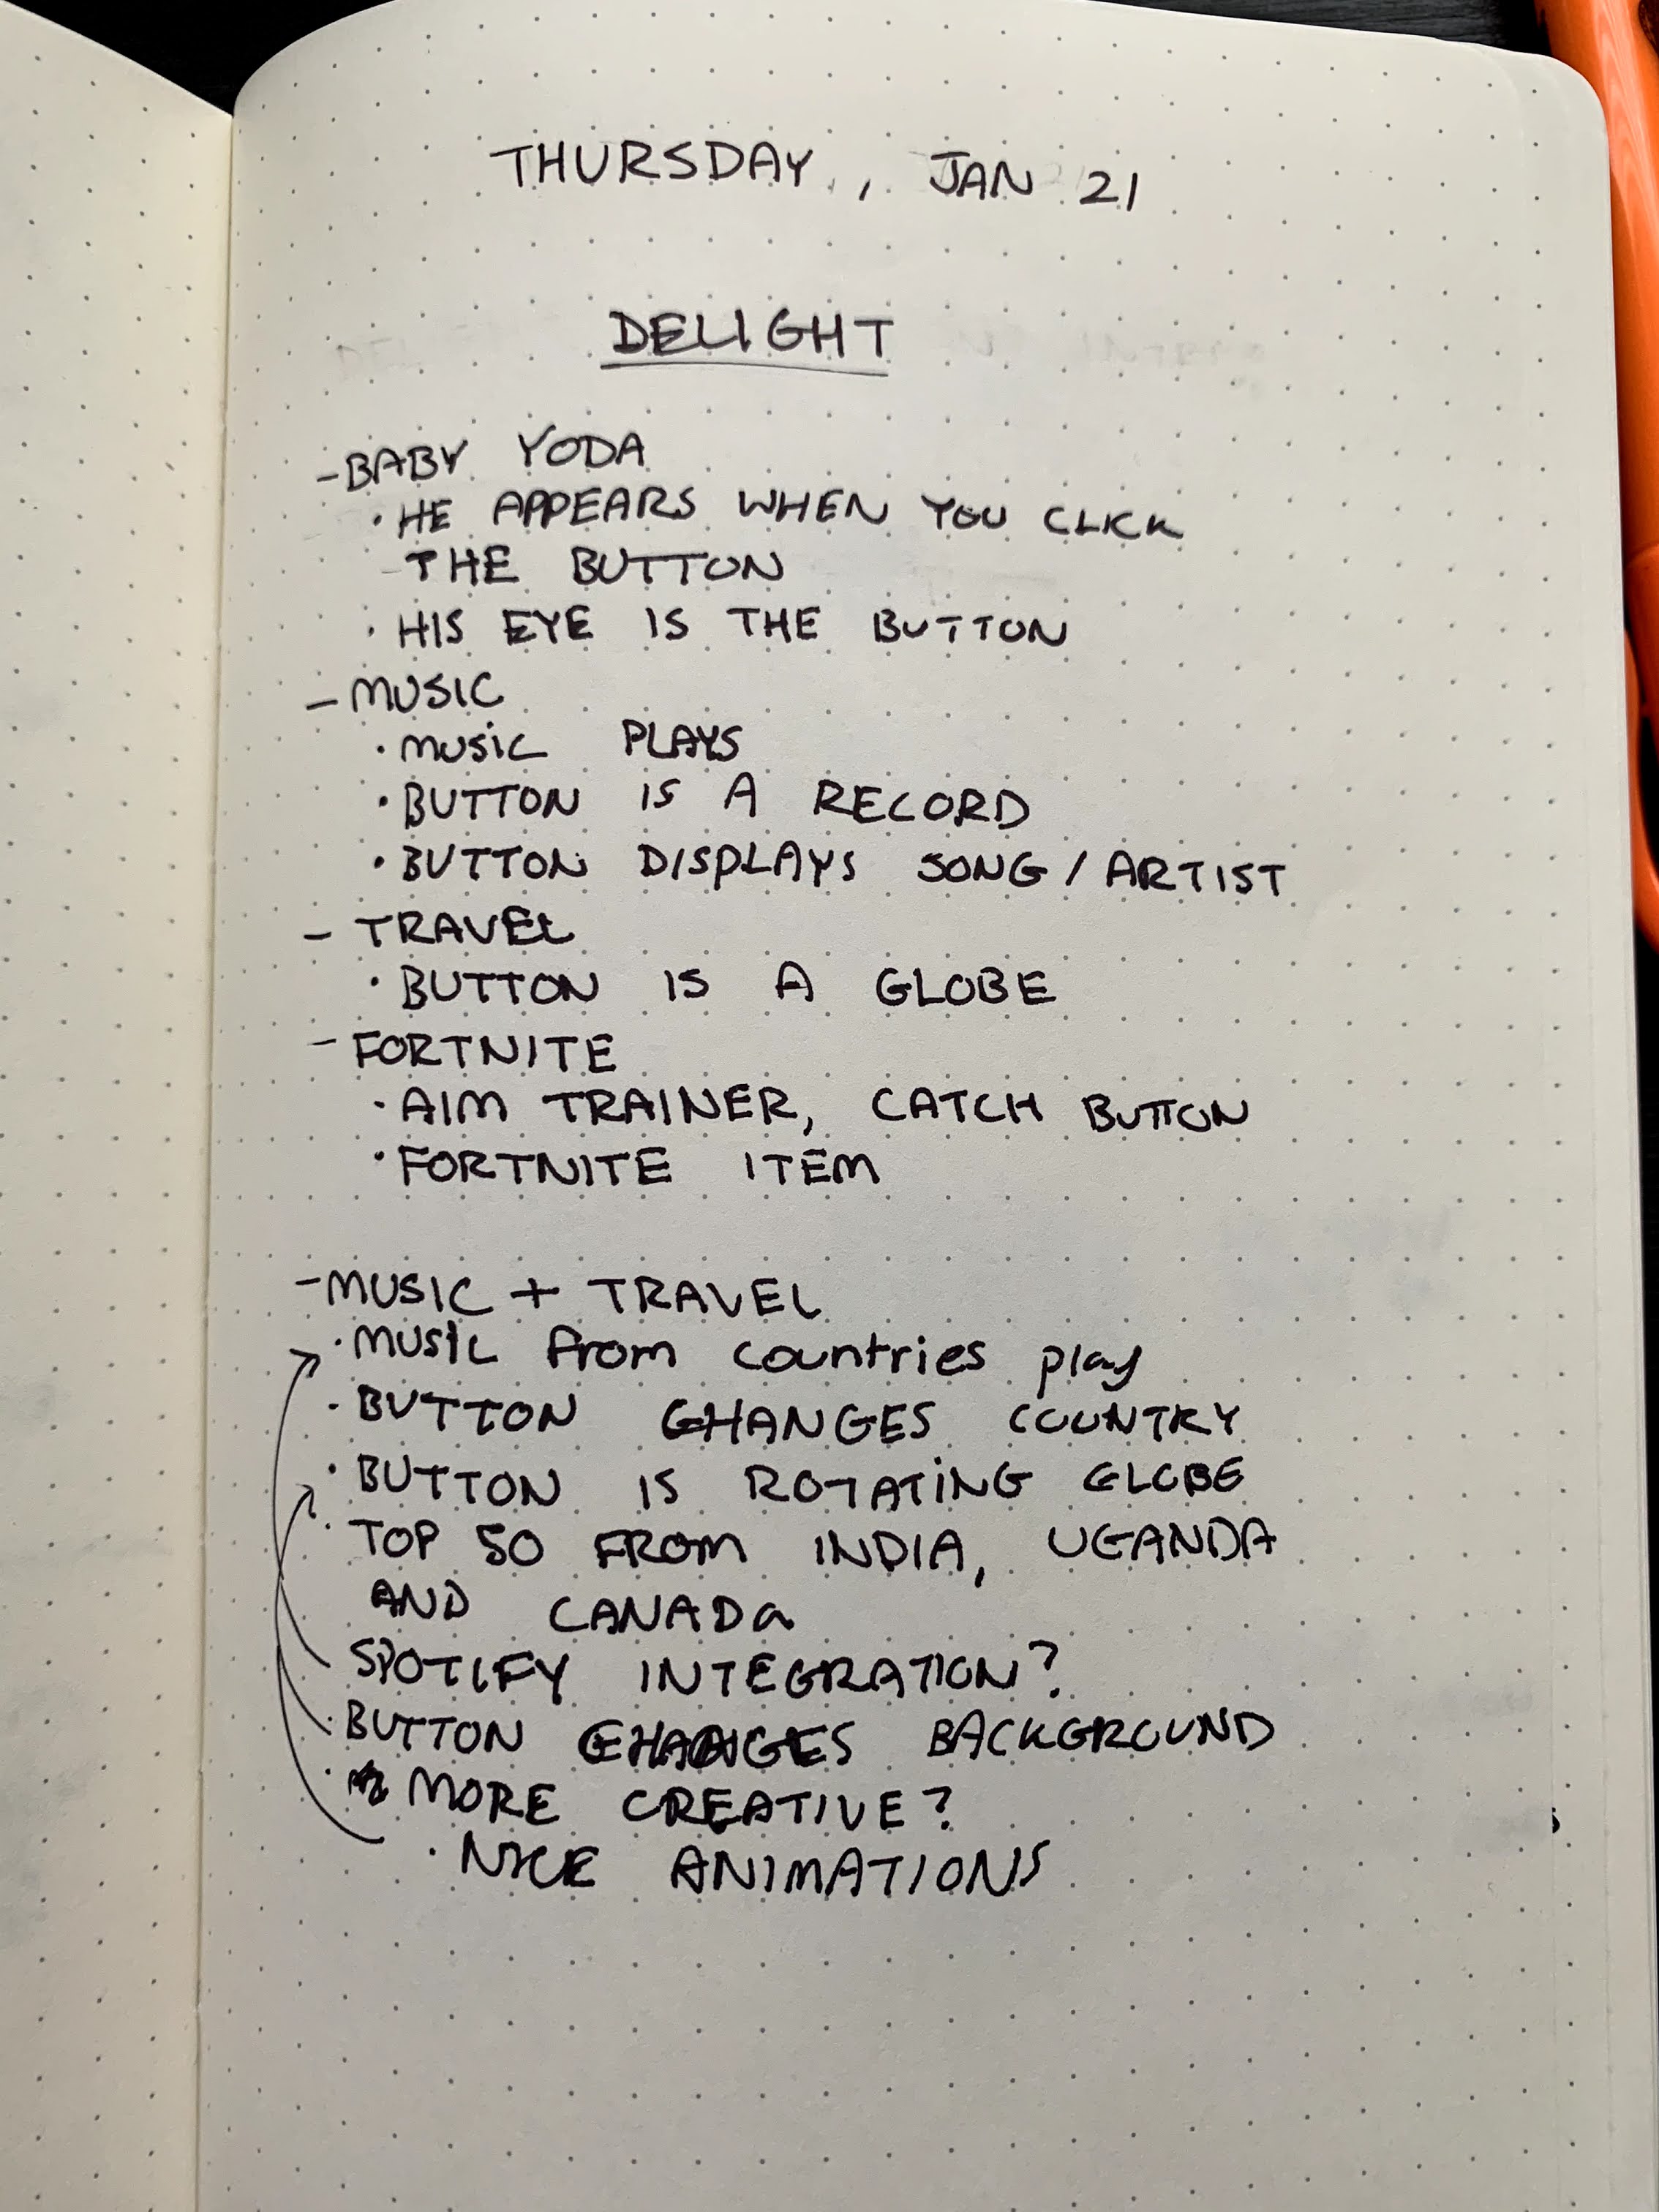 THURSDAY, JAN 21
DELIGHT
- BABY YODA
· HE APPEARS WHEN YOU CLICK
THE BUTTON
· HIS EYE IS THE BUTTON
- MUSIC
· MUSIC PLAYS
· BUTTON IS A RECORD
· BUTTON DISPLAYS SONG / ARTIST
- TRAVEL
· BUTTON IS A GLOBE
- FORTNITE
· AIM TRAINER, CATCH BUTTON
· FORTNITE ITEM
- MUSIC + TRAVEL
· MUSIC from countries play
· BUTTON CHANGES COUNTRY
· BUTTON IS ROTATING GLOBE
· TOP 50 FROM INDIA, UGANDA
AND CANADA
SPOTIFY INTEGRATION?
· BUTTON CHANGES BACKGROUND
· MORE CREATIVE?
· NICE ANIMATIONS